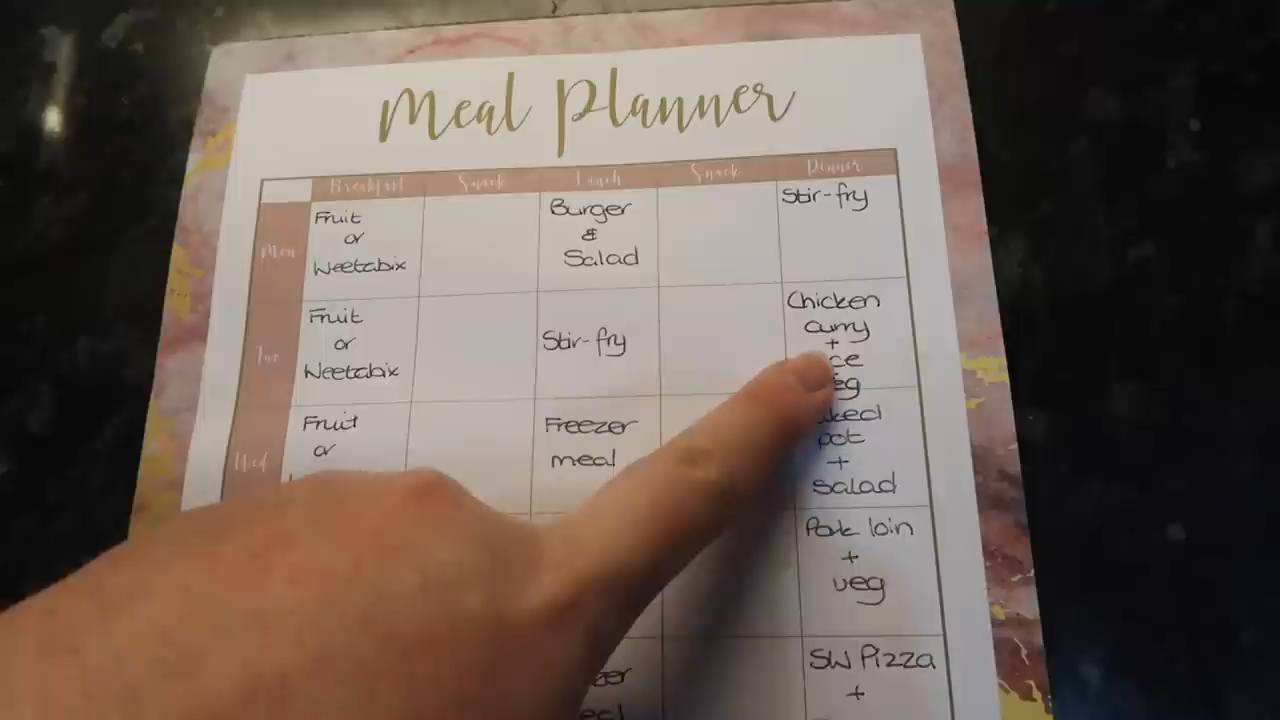 Meal Planner
Breakfast Snack Lunch Snack Dinner
Mon
Fruit
or
Weetabix
Burger
&
Salad
Stir-fry
Tue
Fruit
or
Weetabix
Stir-fry
Chicken
curry
+
Wed
Fruit
or
Freezer
meal
pot
+
Salad
Pork loin
+
veg
SW Pizza
+